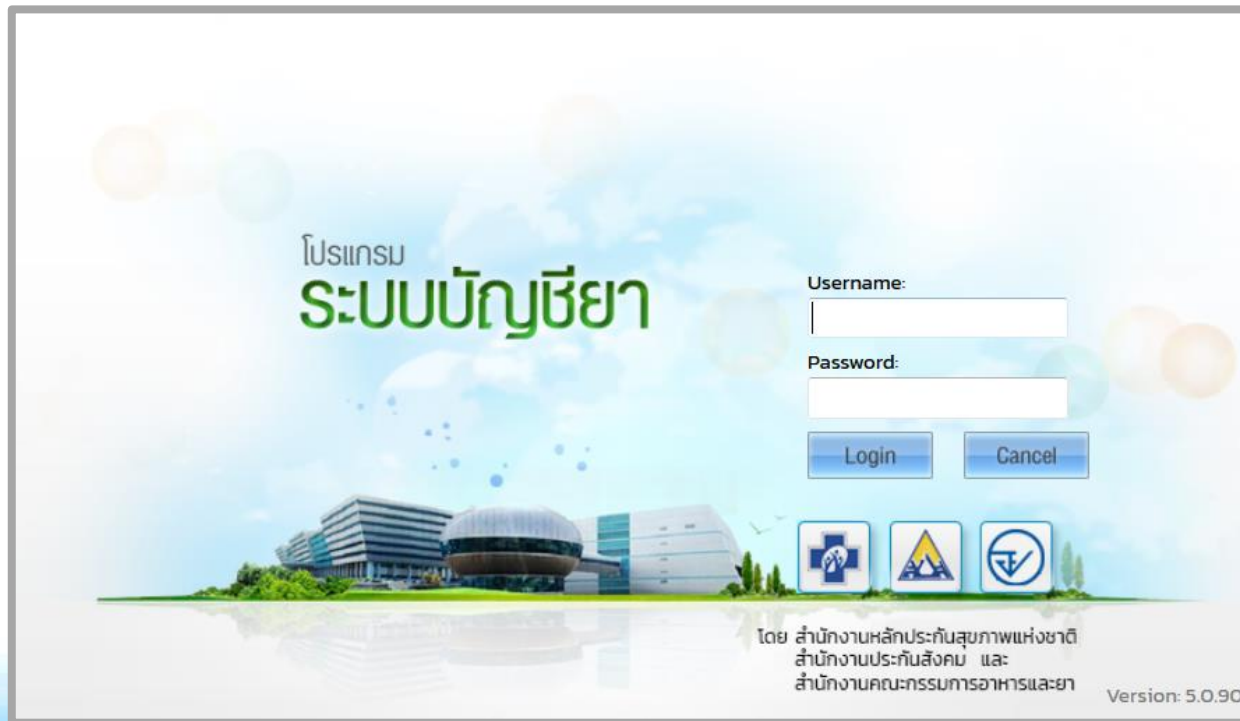 โปรแกรม
ระบบบัญชียา
Username:
Password:
Login Cancel
โดย สำนักงานหลักประกันสุขภาพแห่งชาติ
สำนักงานประกันสังคม และ
สำนักงานคณะกรรมการอาหารและยา
Version: 5.0.90